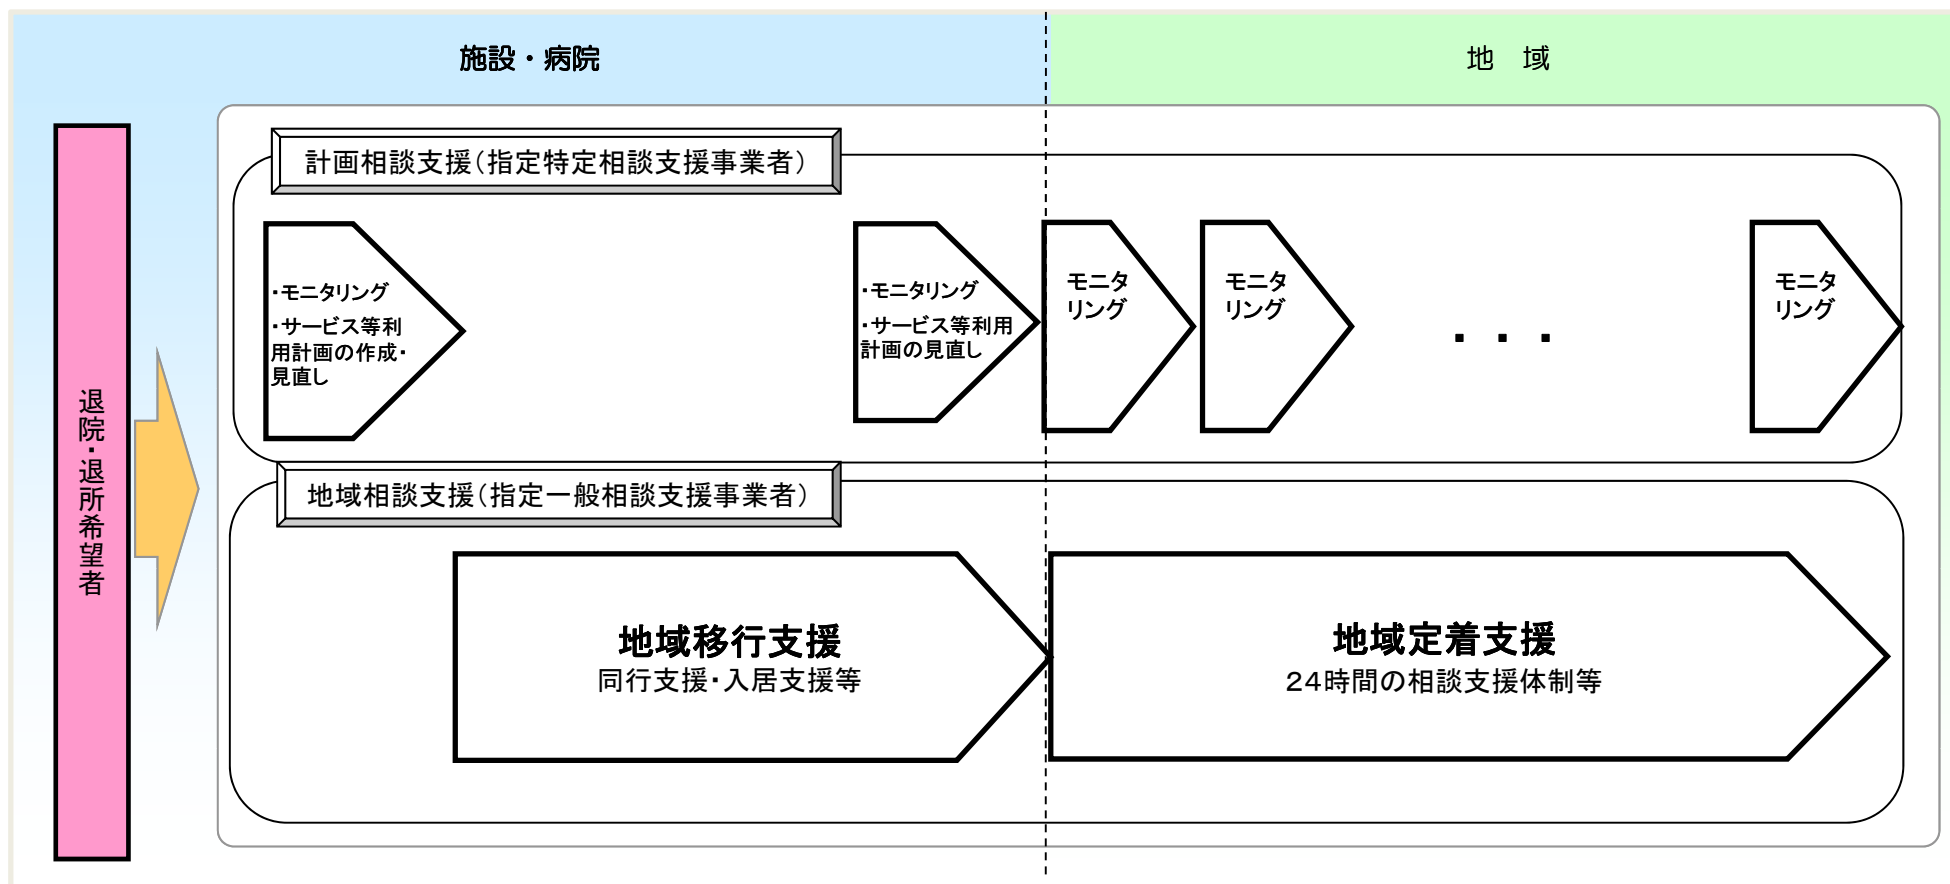 施設・病院
地　域
退院・退所希望者
計画相談支援（指定特定相談支援事業者）
・モニタリング
・サービス等利
用計画の作成・
見直し
・モニタリング
・サービス等利用
計画の見直し
モニタ
リング
モニタ
リング
・・・
モニタ
リング
地域相談支援（指定一般相談支援事業者）
地域移行支援
同行支援・入居支援等
地域定着支援
２４時間の相談支援体制等